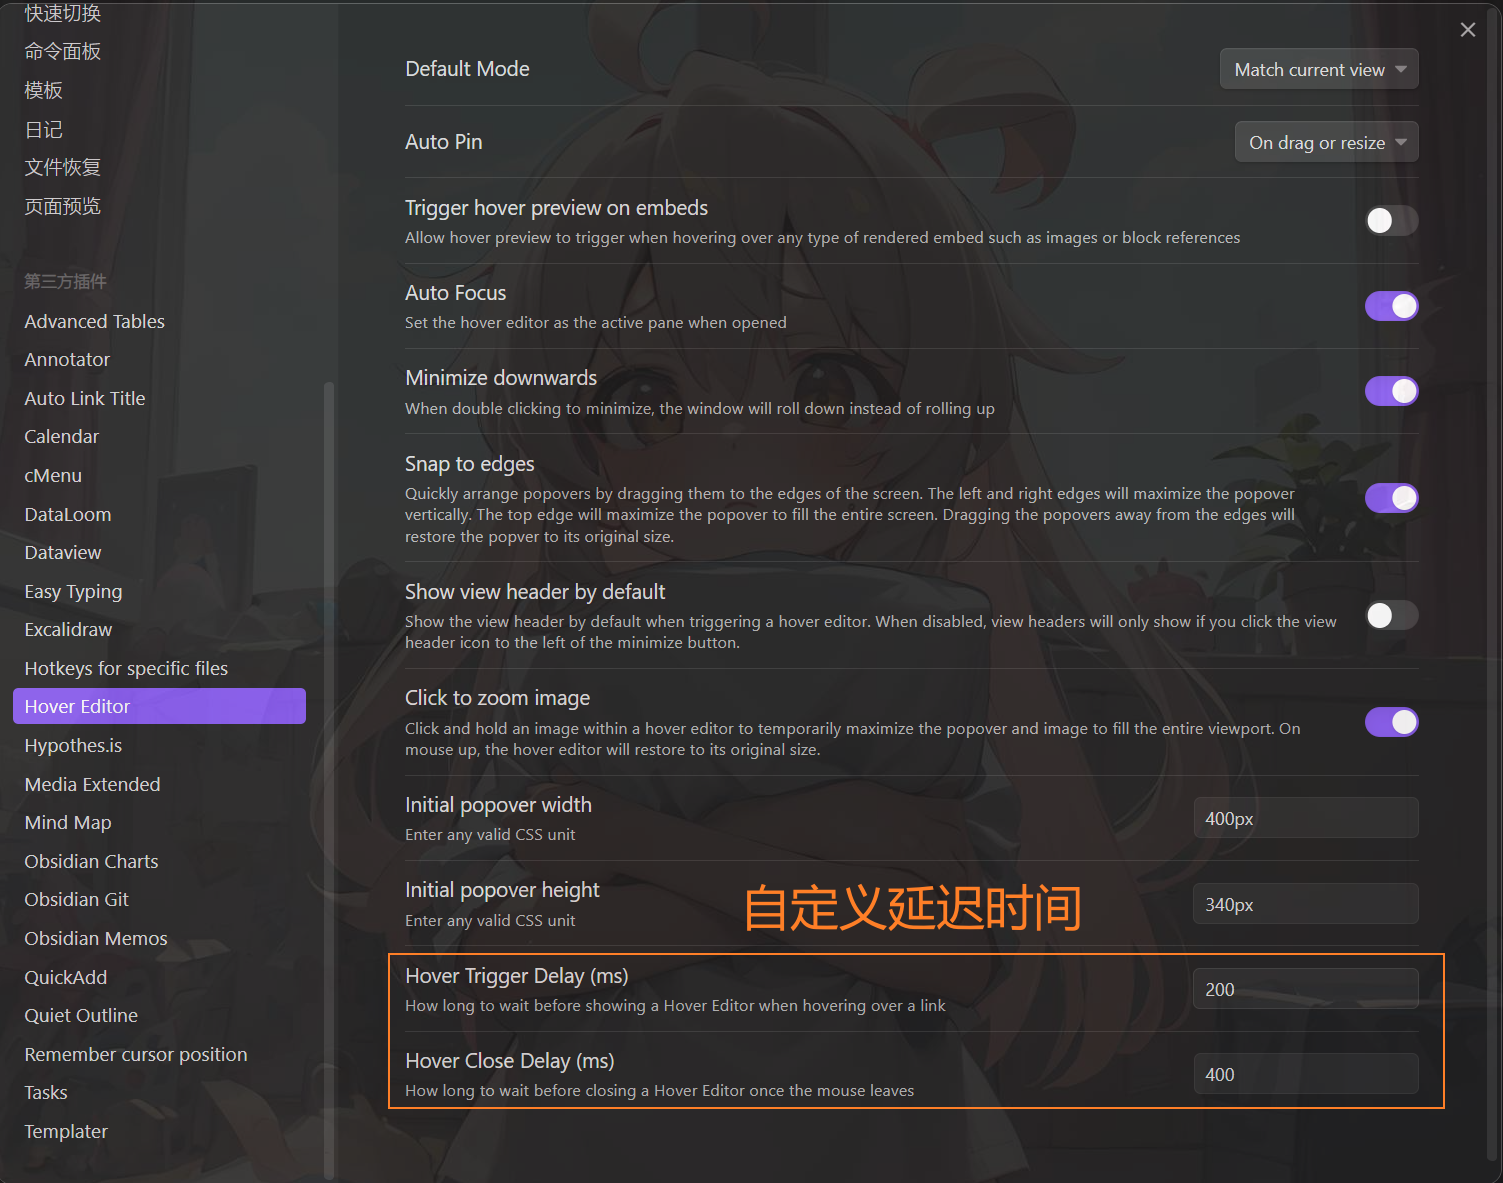 快速切换
命令面板
模板
日记
文件恢复
页面预览
第三方插件
Advanced Tables
Annotator
Auto Link Title
Calendar
cMenu
DataLoom
Dataview
Easy Typing
Excalidraw
Hotkeys for specific files
Hover Editor
Hypothes.is
Media Extended
Mind Map
Obsidian Charts
Obsidian Git
Obsidian Memos
QuickAdd
Quiet Outline
Remember cursor position
Tasks
Templater
Default Mode
Match current view
Auto Pin
On drag or resize
Trigger hover preview on embeds
Allow hover preview to trigger when hovering over any type of rendered embed such as images or block references
Auto Focus
Set the hover editor as the active pane when opened
Minimize downwards
When double clicking to minimize, the window will roll down instead of rolling up
Snap to edges
Quickly arrange popovers by dragging them to the edges of the screen. The left and right edges will maximize the popover
vertically. The top edge will maximize the popover to fill the entire screen. Dragging the popovers away from the edges will
restore the popver to its original size.
Show view header by default
Show the view header by default when triggering a hover editor. When disabled, view headers will only show if you click the view
header icon to the left of the minimize button.
Click to zoom image
Click and hold an image within a hover editor to temporarily maximize the popover and image to fill the entire viewport. On
mouse up, the hover editor will restore to its original size.
Initial popover width
Enter any valid CSS unit
400px
Initial popover height
Enter any valid CSS unit
340px
自定义延迟时间
Hover Trigger Delay (ms)
How long to wait before showing a Hover Editor when hovering over a link
200
Hover Close Delay (ms)
How long to wait before closing a Hover Editor once the mouse leaves
400